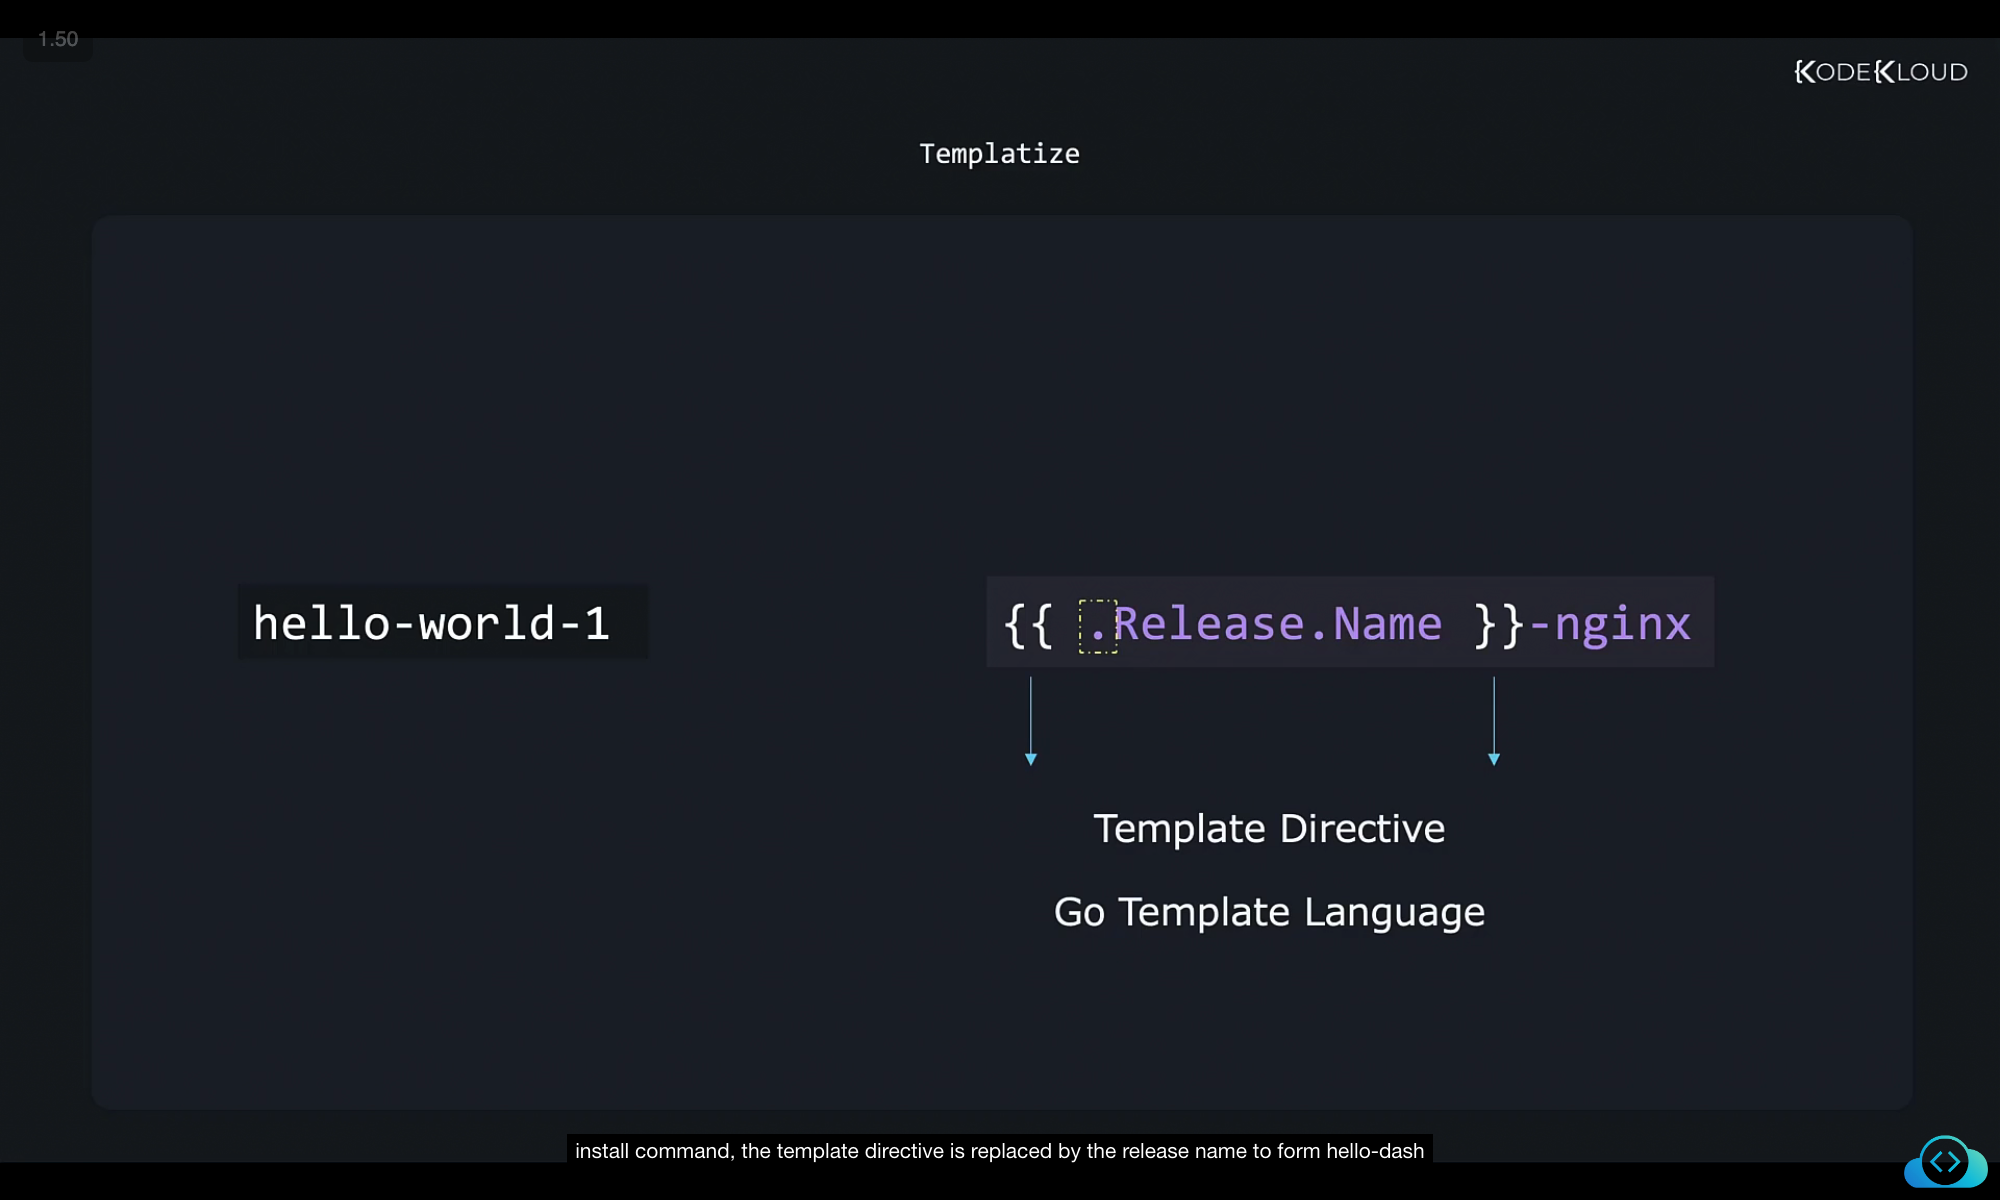 1.50
KODEKLOUD
Templatize
hello-world-1
{{ .Release.Name }}-nginx
Template Directive
Go Template Language
install command, the template directive is replaced by the release name to form hello-dash